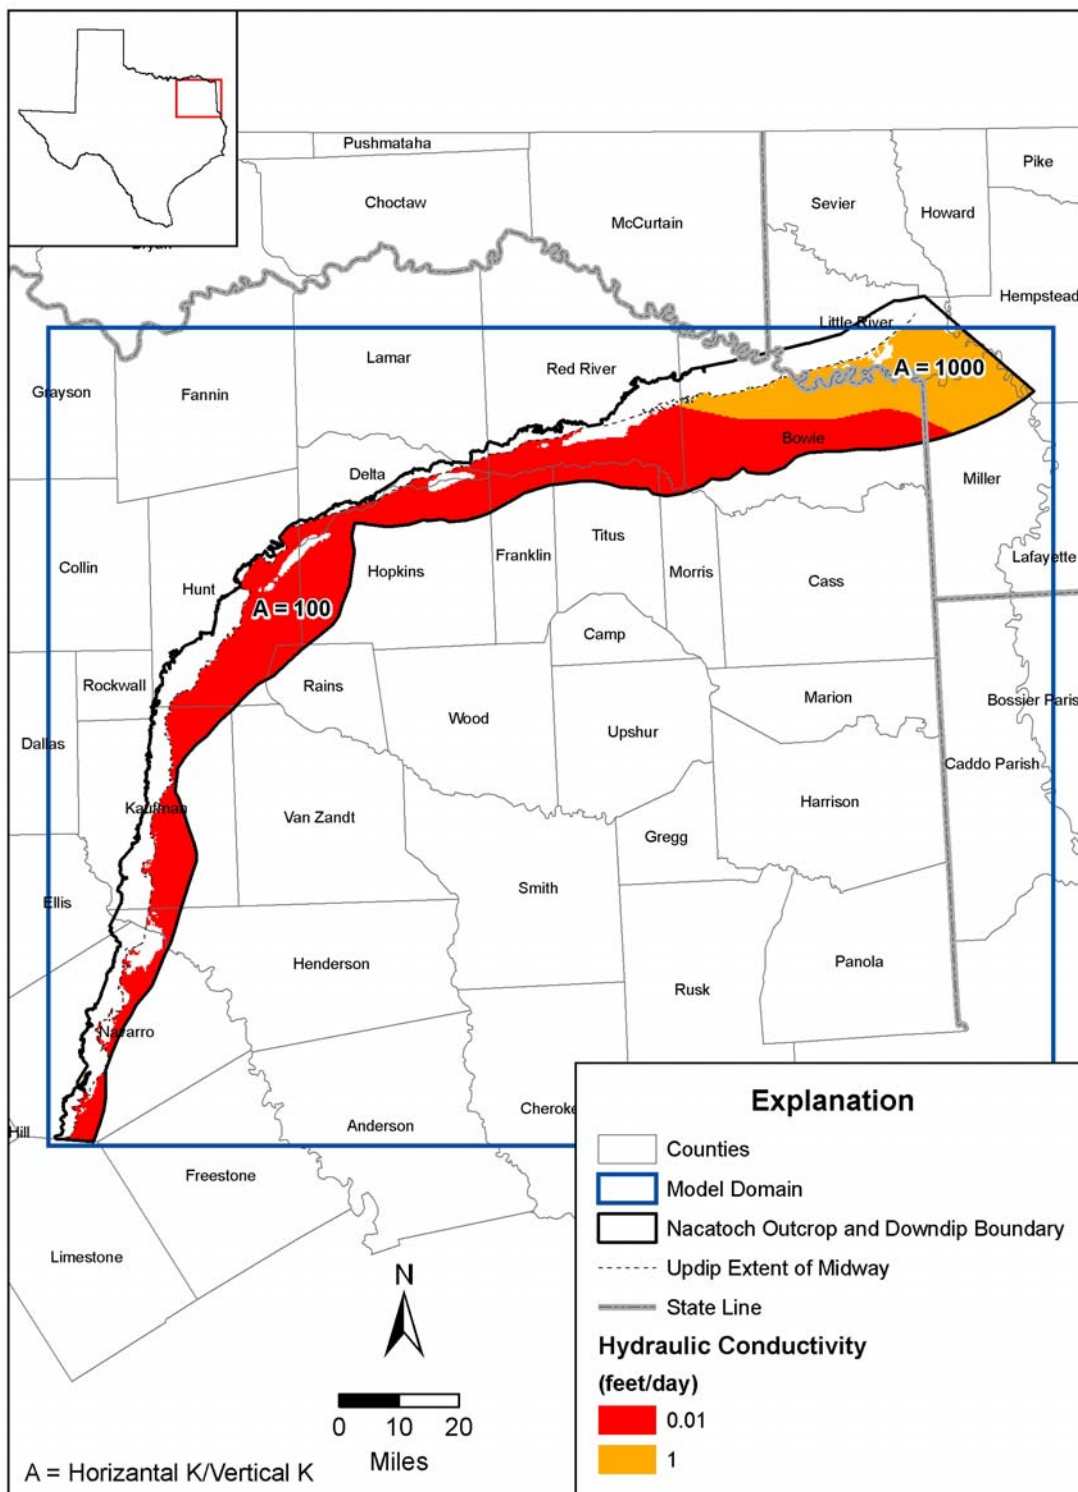 Pushmataha
Pike
Choctaw
Sevier
Howard
McCurtain
Hempstead
Little River
Lamar
Red River
A = 1000
Grayson
Fannin
Bowie
Delta
Miller
Titus
Franklin
Lafayette
Collin
Hopkins
Morris
Cass
Hunt
A = 100
Camp
Rockwall
Rains
Marion
Bossier Paris
Wood
Upshur
Dallas
Caddo Parish
Kaufman
Harrison
Van Zandt
Gregg
Smith
Ellis
Henderson
Panola
Rusk
Navarro
Cheroke
Anderson
Hill
Freestone
Limestone
N
0 10 20
Miles
A = Horizantal K/Vertical K
Explanation
Counties
Model Domain
Nacatoch Outcrop and Downdip Boundary
Updip Extent of Midway
State Line
Hydraulic Conductivity
(feet/day)
0.01
1